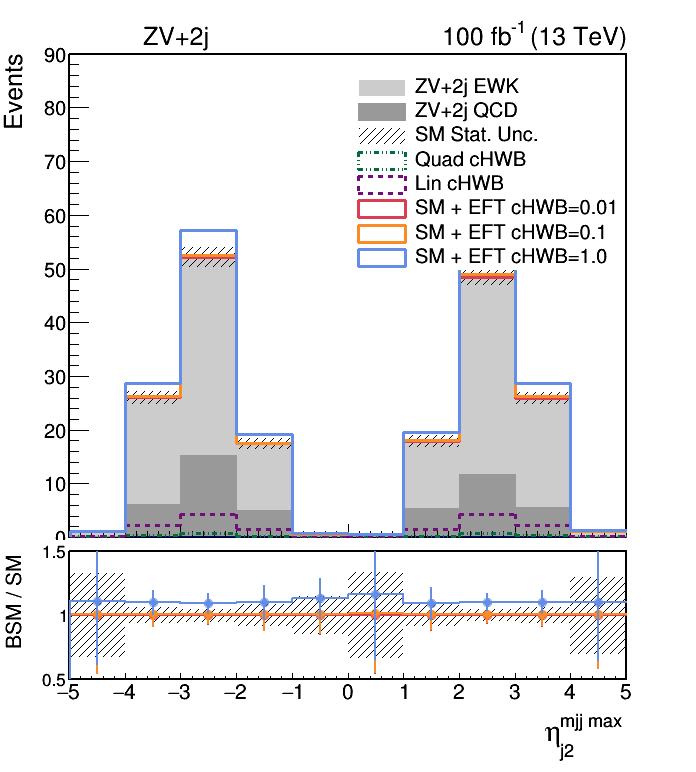 ZV+2j 100 fb⁻¹ (13 TeV)
Events
90
80
70
60
50
40
30
20
10
0
ZV+2j EWK
ZV+2j QCD
SM Stat. Unc.
Quad cHWB
Lin cHWB
SM + EFT cHWB=0.01
SM + EFT cHWB=0.1
SM + EFT cHWB=1.0
BSM / SM
1.5
1
0.5
−5 −4 −3 −2 −1 0 1 2 3 4 5
η_{j2}^{mjj max}